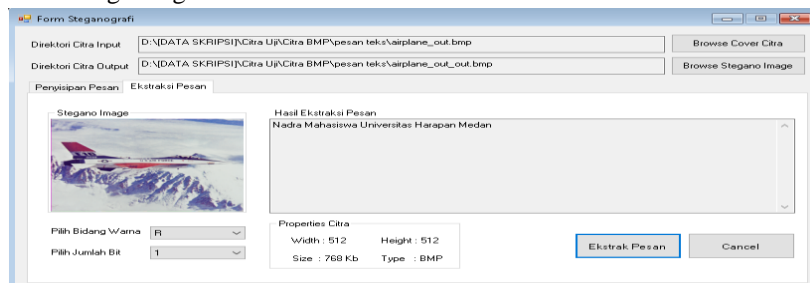 Form Steganografi
Direktori Citra Input D:\[DATA SKRIPSI]\Citra Uji\Citra BMP\pesan teks\airplane_out.bmp Browse Cover Citra
Direktori Citra Output D:\[DATA SKRIPSI]\Citra Uji\Citra BMP\pesan teks\airplane_out_out.bmp Browse Stegano Image
Penyisipan Pesan Ekstraksi Pesan
Stegano Image Hasil Ekstraksi Pesan
Nadra Mahasiswa Universitas Harapan Medan
Pilih Bidang Warna R
Pilih Jumlah Bit 1
Properties Citra
Width : 512 Height : 512
Size : 768 Kb Type : BMP
Ekstrak Pesan Cancel